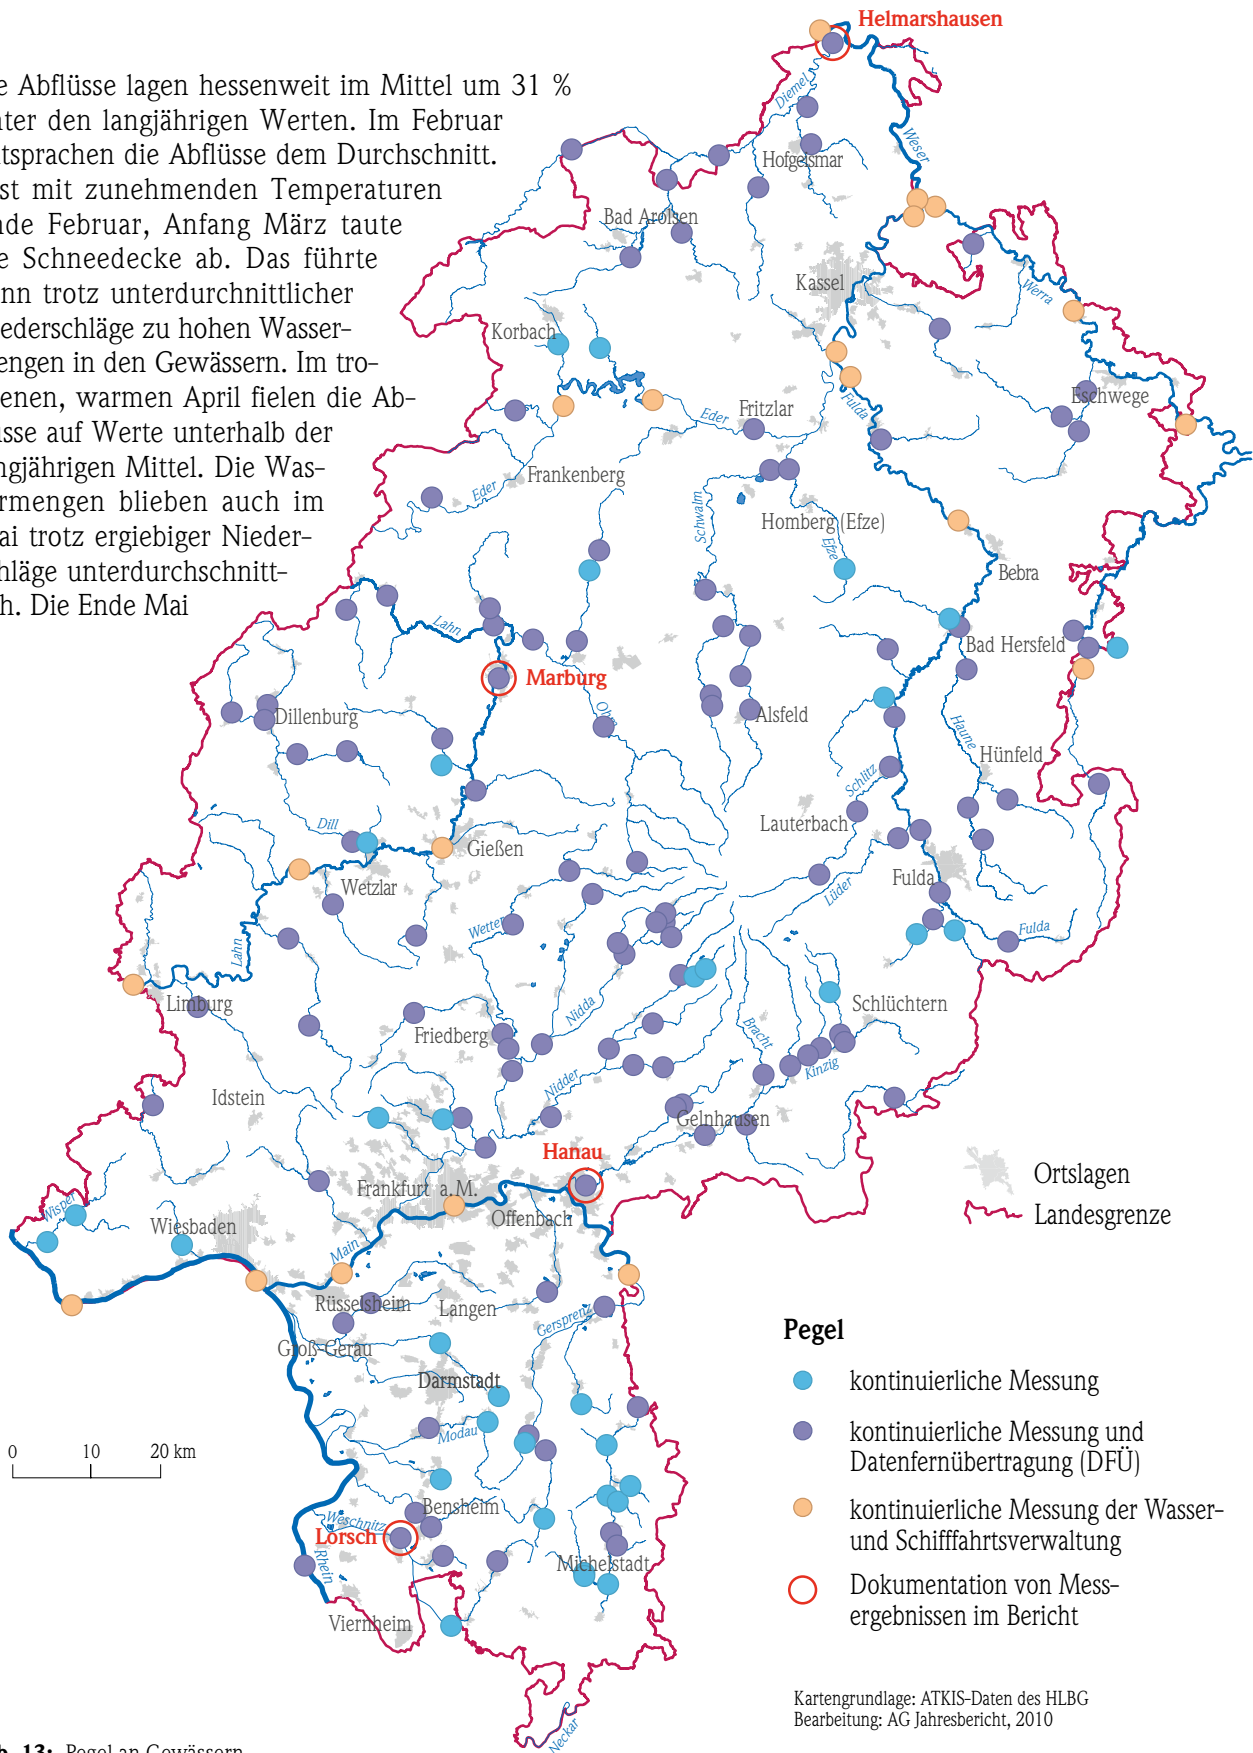 e Abflüsse lagen hessenweit im Mittel um 31 %
nter den langjährigen Werten. Im Februar
tsprachen die Abflüsse dem Durchschnitt.
st mit zunehmenden Temperaturen
nde Februar, Anfang März taute
e Schneedecke ab. Das führte
nn trotz unterdurchnittlicher
ederschläge zu hohen Wasser-
engen in den Gewässern. Im tro-
enen, warmen April fielen die Ab-
üsse auf Werte unterhalb der
ngjährigen Mittel. Die Was-
rmengen blieben auch im
ai trotz ergiebiger Nieder-
hläge unterdurchschnitt-
h. Die Ende Mai
Helmarshausen
Diemel
Weser
Hofgeismar
Bad Arolsen
Kassel
Werra
Korbach
Eschwege
Eder
Fritzlar
Fulda
Frankenberg
Eder
Schwalm
Homberg (Efze)
Efze
Bebra
Lahn
Bad Hersfeld
Marburg
Ohm
Alsfeld
Dillenburg
Haune
Hünfeld
Schlitz
Lauterbach
Dill
Gießen
Wetzlar
Fulda
Lüder
Wetter
Fulda
Lahn
Limburg
Schlüchtern
Nidda
Friedberg
Bracht
Kinzig
Idstein
Nidder
Gelnhausen
Hanau
Frankfurt a.M.
Offenbach
Wisper
Wiesbaden
Main
Rüsselsheim
Langen
Gersprenz
Groß-Gerau
Darmstadt
Modau
Bensheim
Weschnitz
Lorsch
Rhein
Michelstadt
Viernheim
Neckar
Ortslagen
Landesgrenze
Pegel
kontinuierliche Messung
kontinuierliche Messung und
Datenfernübertragung (DFÜ)
kontinuierliche Messung der Wasser-
und Schifffahrtsverwaltung
Dokumentation von Mess-
ergebnissen im Bericht
0 10 20 km
Kartengrundlage: ATKIS-Daten des HLBG
Bearbeitung: AG Jahresbericht, 2010
b. 13: Pegel an Gewässern